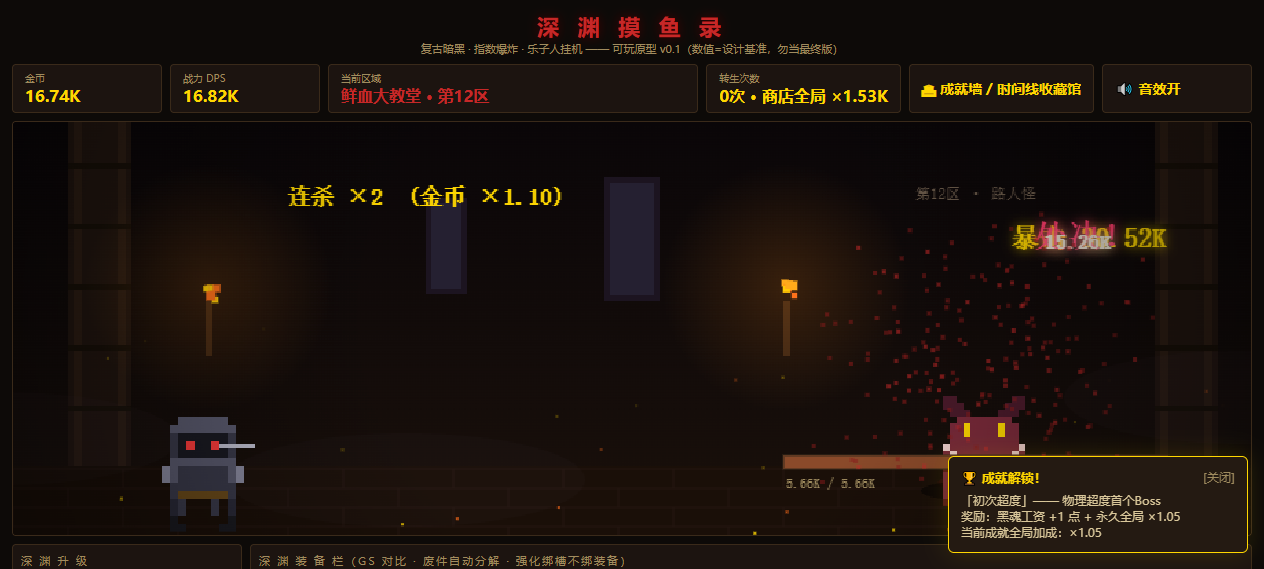 深渊摸鱼录
复古暗黑 · 指数爆炸 · 乐子人挂机 —— 可玩原型 v0.1（数值=设计基准，勿当最终版）
金币
16.74K
战力 DPS
16.82K
当前区域
鲜血大教堂 • 第12区
转生次数
0次 • 商店全局 ×1.53K
成就墙 / 时间线收藏馆
音效开
连杀 ×2 （金币 ×1.10）
第12区 · 路人怪
5.66K / 5.66K
成就解锁！
[关闭]
「初次超度」—— 物理超度首个Boss
奖励：黑魂工资 +1 点 + 永久全局 ×1.05
当前成就全局加成：×1.05
深渊升级
深渊装备栏（GS 对比 · 废件自动分解 · 强化绑槽不绑装备）